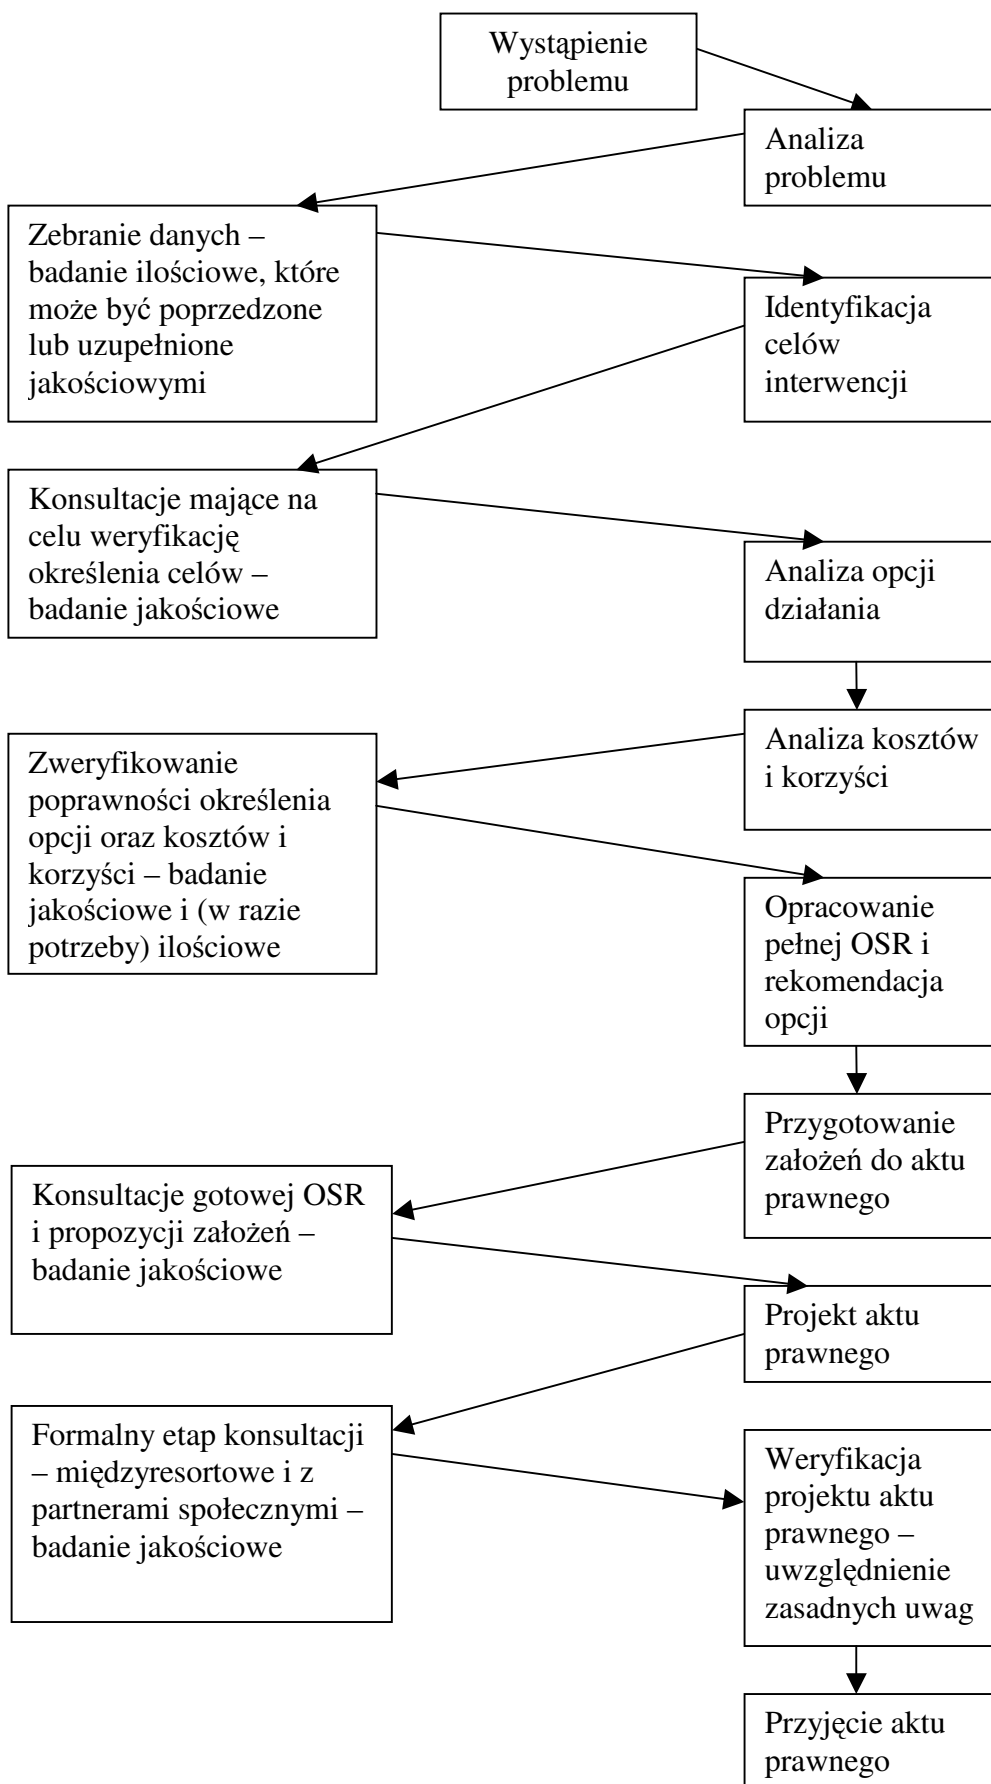 Wystąpienie
problemu
Analiza
problemu
Zebranie danych –
badanie ilościowe, które
może być poprzedzone
lub uzupełnione
jakościowymi
Identyfikacja
celów
interwencji
Konsultacje mające na
celu weryfikację
określenia celów –
badanie jakościowe
Analiza opcji
działania
Analiza kosztów
i korzyści
Zweryfikowanie
poprawności określenia
opcji oraz kosztów i
korzyści – badanie
jakościowe i (w razie
potrzeby) ilościowe
Opracowanie
pełnej OSR i
rekomendacja
opcji
Przygotowanie
założeń do aktu
prawnego
Konsultacje gotowej OSR
i propozycji założeń –
badanie jakościowe
Projekt aktu
prawnego
Formalny etap konsultacji
– międzyresortowe i z
partnerami społecznymi –
badanie jakościowe
Weryfikacja
projektu aktu
prawnego –
uwzględnienie
zasadnych uwag
Przyjęcie aktu
prawnego